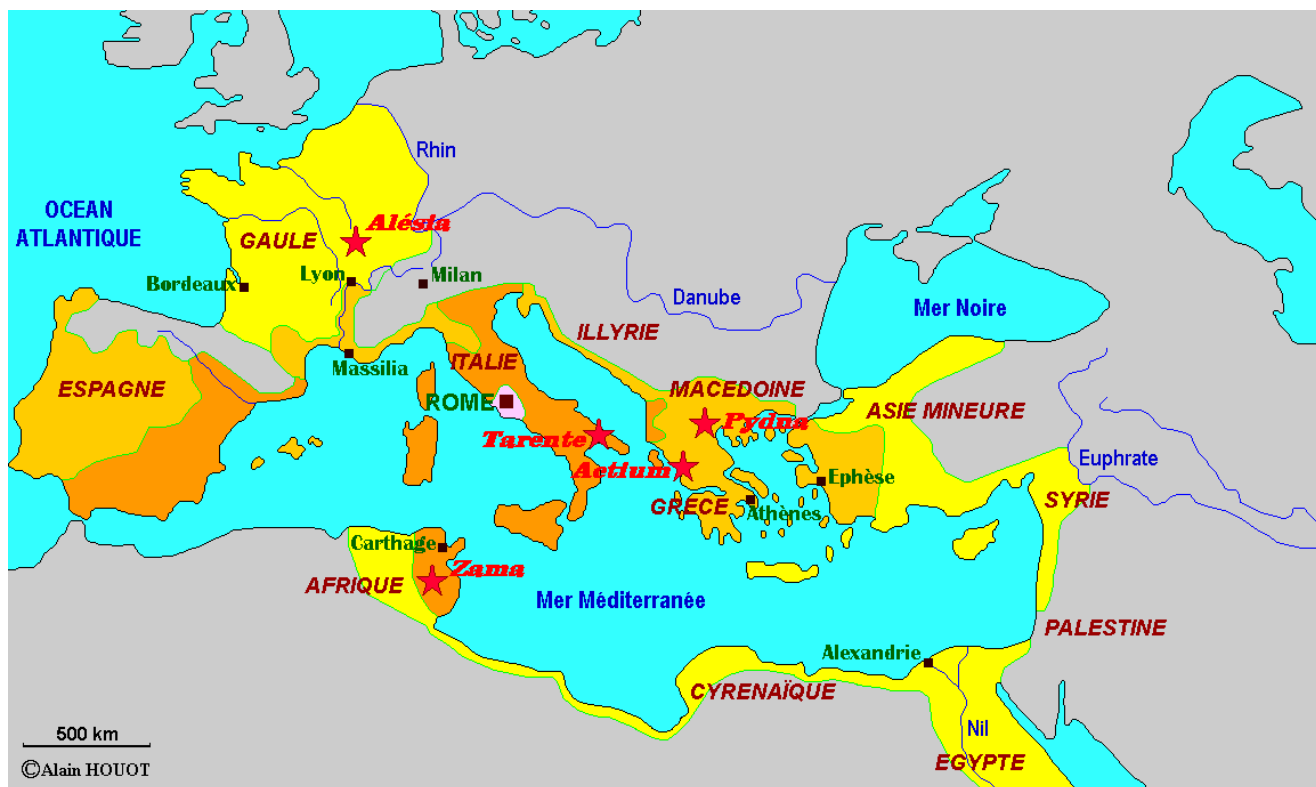 Rhin
OCEAN
ATLANTIQUE
Alésia
GAULE
Lyon
Milan
Bordeaux
Danube
Mer Noire
ILLYRIE
Massilia
ITALIE
ESPAGNE
MACEDOINE
ROME
ASIE MINEURE
Pydna
Tarente
Euphrate
Actium
Ephèse
SYRIE
GRECE
Athènes
Carthage
Zama
AFRIQUE
Mer Méditerranée
PALESTINE
Alexandrie
CYRENAÏQUE
Nil
500 km
EGYPTE
©Alain HOUOT